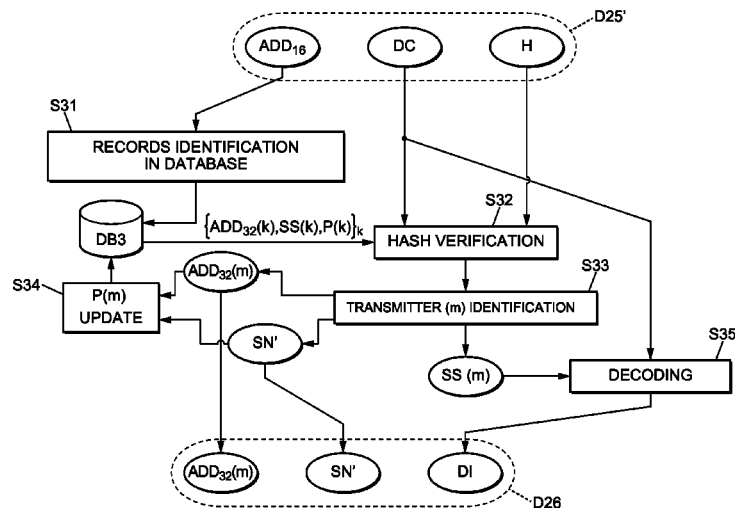 D25'
ADD16
DC
H
S31
RECORDS IDENTIFICATION
IN DATABASE
S32
DB3
{ADD32(k),SS(k),P(k)}k
HASH VERIFICATION
S33
S34
P(m)
UPDATE
ADD32(m)
TRANSMITTER (m) IDENTIFICATION
SN'
S35
SS (m)
DECODING
ADD32(m)
SN'
DI
D26